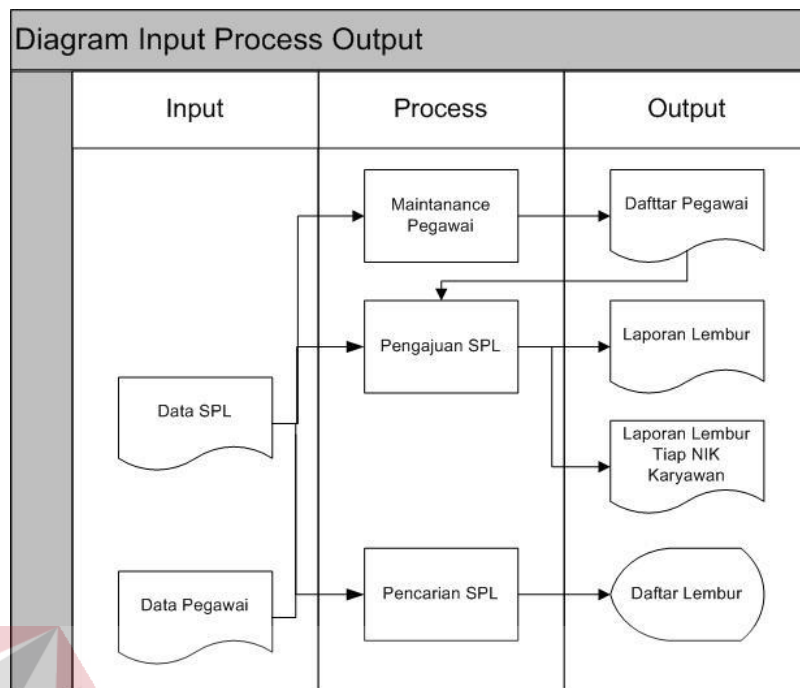 Diagram Input Process Output
Input
Process
Output
Maintanance
Pegawai
Dafttar Pegawai
Pengajuan SPL
Laporan Lembur
Data SPL
Laporan Lembur
Tiap NIK
Karyawan
Data Pegawai
Pencarian SPL
Daftar Lembur